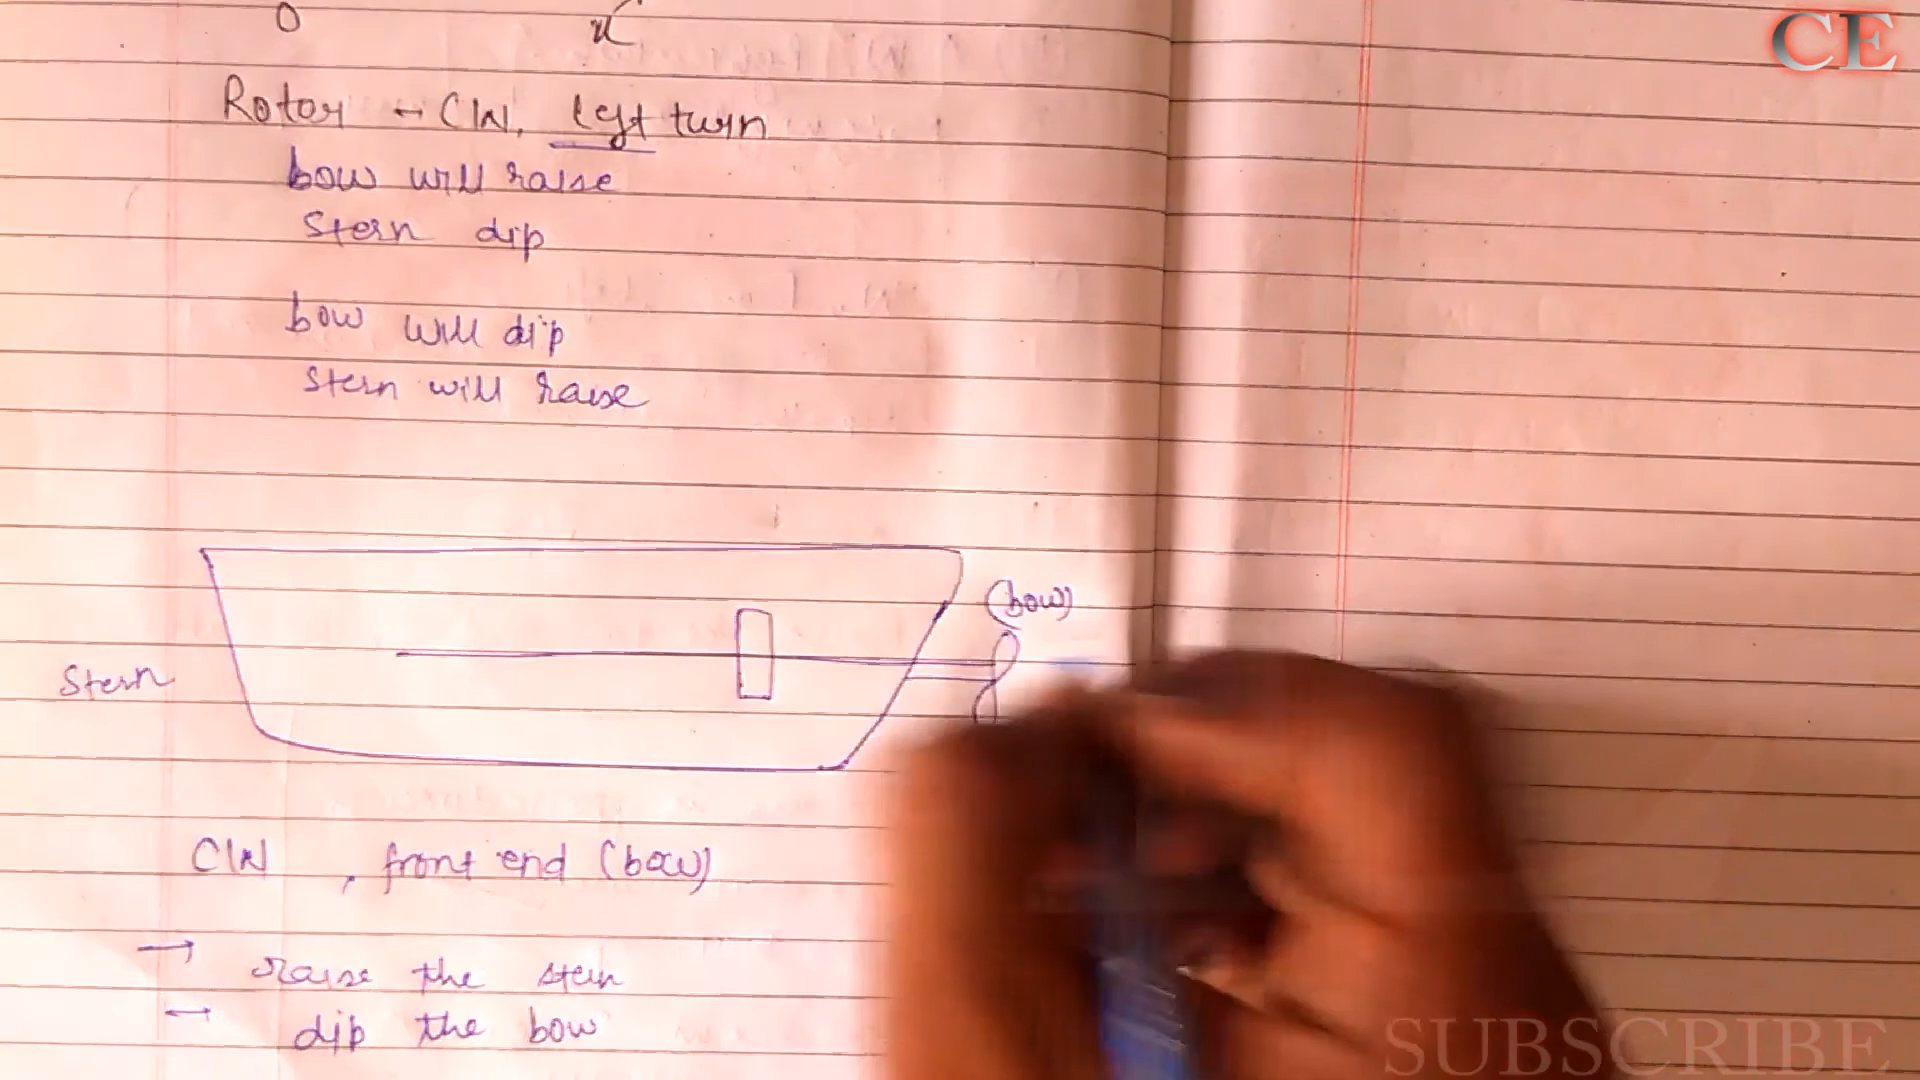 CE
O x
Rotor - CW, left turn
bow will raise
stern dip
bow will dip
stern will raise
(bow)
stern
CW , front end (bow)
→ raise the stern
→ dip the bow
SUBSCRIBE